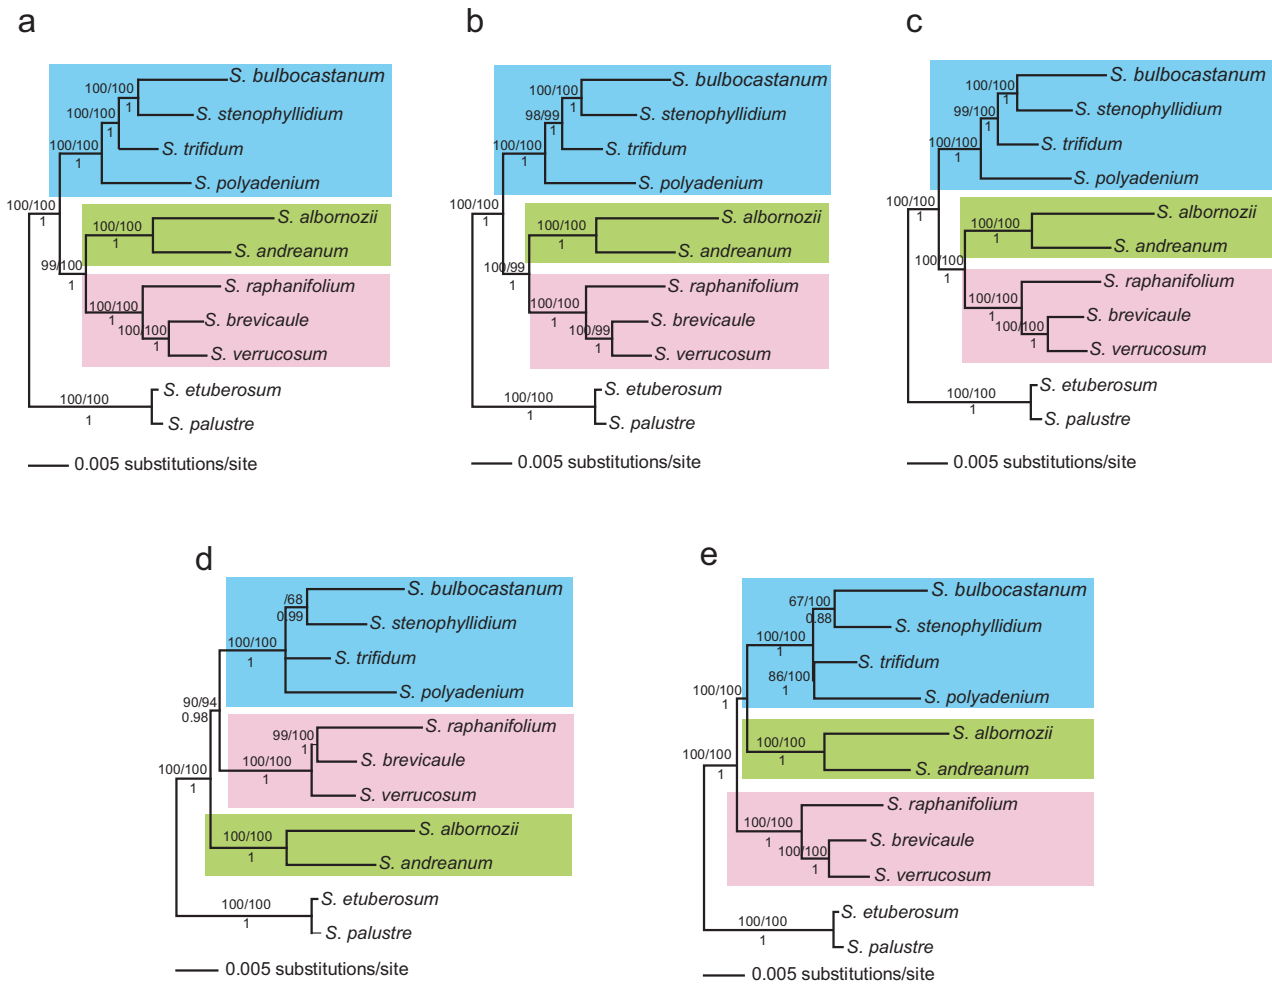 a
100/100
1
S. bulbocastanum
100/100
1
S. stenophyllidium
100/100
1
S. trifidum
S. polyadenium
100/100
1
S. albornozii
100/100
1
S. andreanum
99/100
1
S. raphanifolium
100/100
1
S. brevicaule
100/100
1
S. verrucosum
S. etuberosum
100/100
1
S. palustre
0.005 substitutions/site
b
100/100
1
S. bulbocastanum
98/99
1
S. stenophyllidium
100/100
1
S. trifidum
S. polyadenium
100/100
1
S. albornozii
100/100
1
S. andreanum
100/99
1
S. raphanifolium
100/100
1
S. brevicaule
100/99
1
S. verrucosum
S. etuberosum
100/100
1
S. palustre
0.005 substitutions/site
c
100/100
1
S. bulbocastanum
99/100
1
S. stenophyllidium
100/100
1
S. trifidum
S. polyadenium
100/100
1
S. albornozii
100/100
1
S. andreanum
100/100
1
S. raphanifolium
100/100
1
S. brevicaule
100/100
1
S. verrucosum
S. etuberosum
100/100
1
S. palustre
0.005 substitutions/site
d
/68
0.99
S. bulbocastanum
S. stenophyllidium
100/100
1
S. trifidum
S. polyadenium
90/94
0.98
S. raphanifolium
99/100
1
S. brevicaule
100/100
1
S. verrucosum
100/100
1
S. albornozii
100/100
1
S. andreanum
S. etuberosum
100/100
1
S. palustre
0.005 substitutions/site
e
67/100
0.88
S. bulbocastanum
S. stenophyllidium
100/100
1
S. trifidum
86/100
1
S. polyadenium
100/100
1
S. albornozii
100/100
1
S. andreanum
100/100
1
S. raphanifolium
100/100
1
S. brevicaule
100/100
1
S. verrucosum
S. etuberosum
100/100
1
S. palustre
0.005 substitutions/site